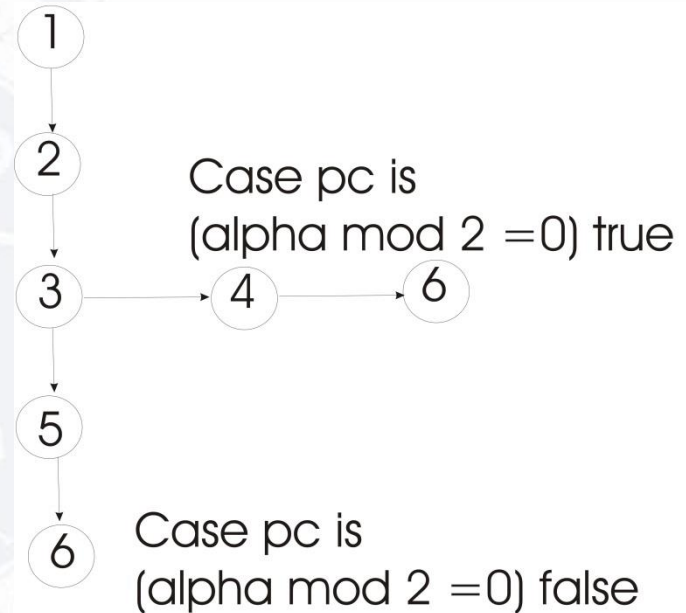 1
2
Case pc is
(alpha mod 2 =0) true
3
4
6
5
6
Case pc is
(alpha mod 2 =0) false